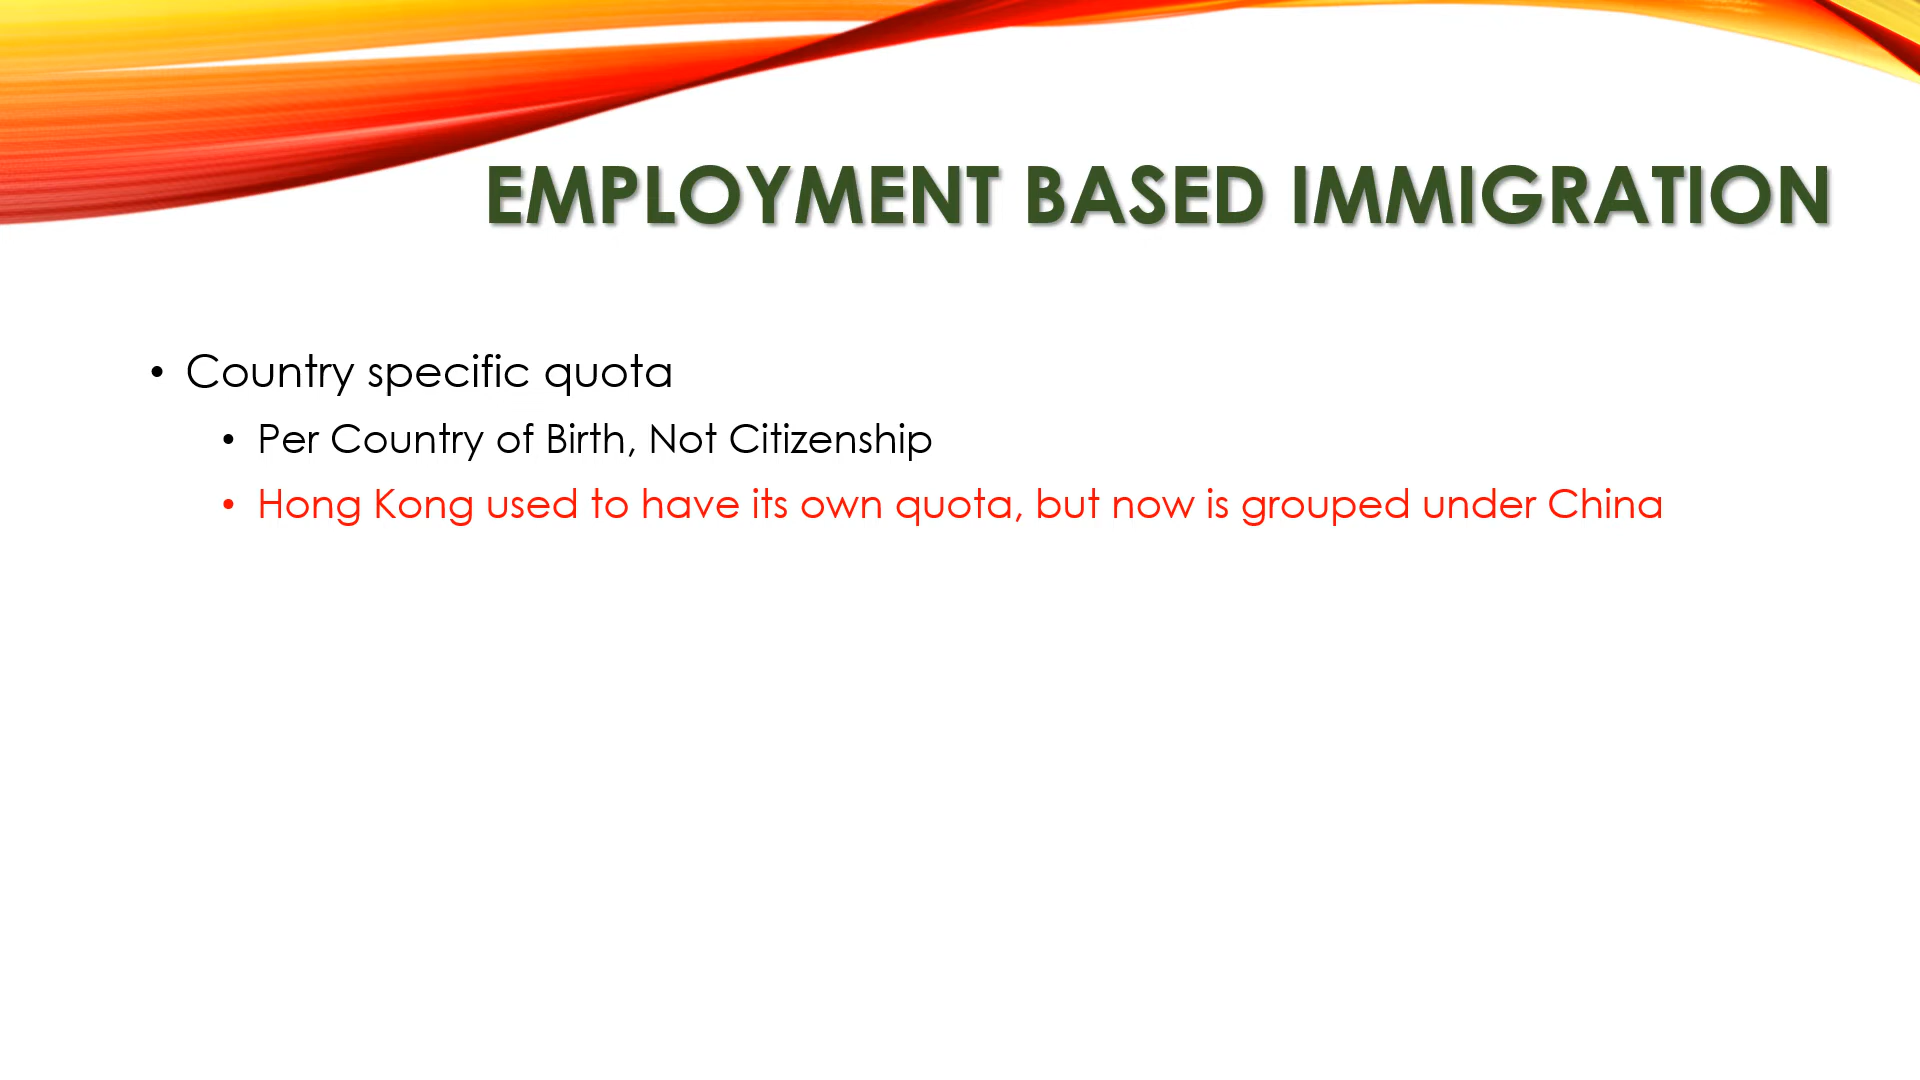 EMPLOYMENT BASED IMMIGRATION
• Country specific quota
• Per Country of Birth, Not Citizenship
• Hong Kong used to have its own quota, but now is grouped under China